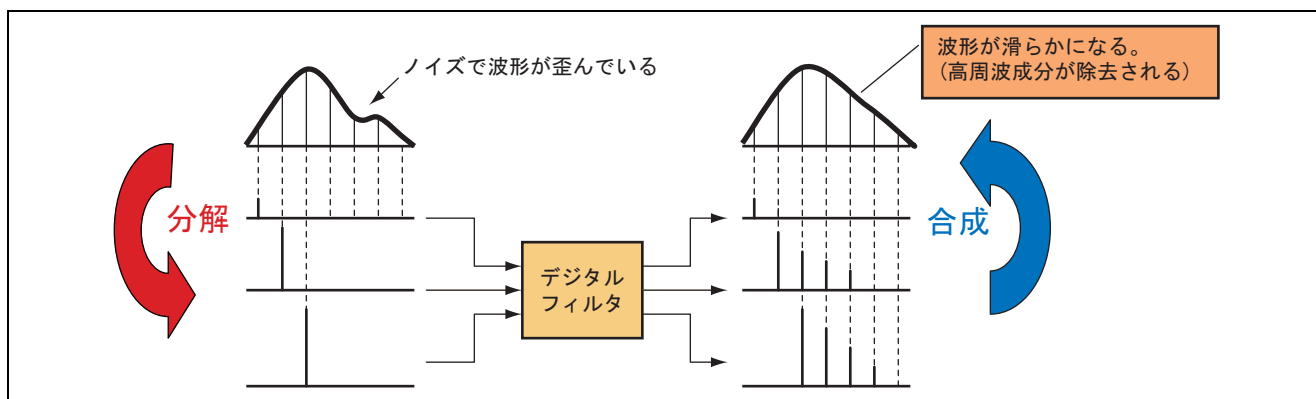 ノイズで波形が歪んでいる
波形が滑らかになる。
(高周波成分が除去される)
分解
デジタル
フィルタ
合成